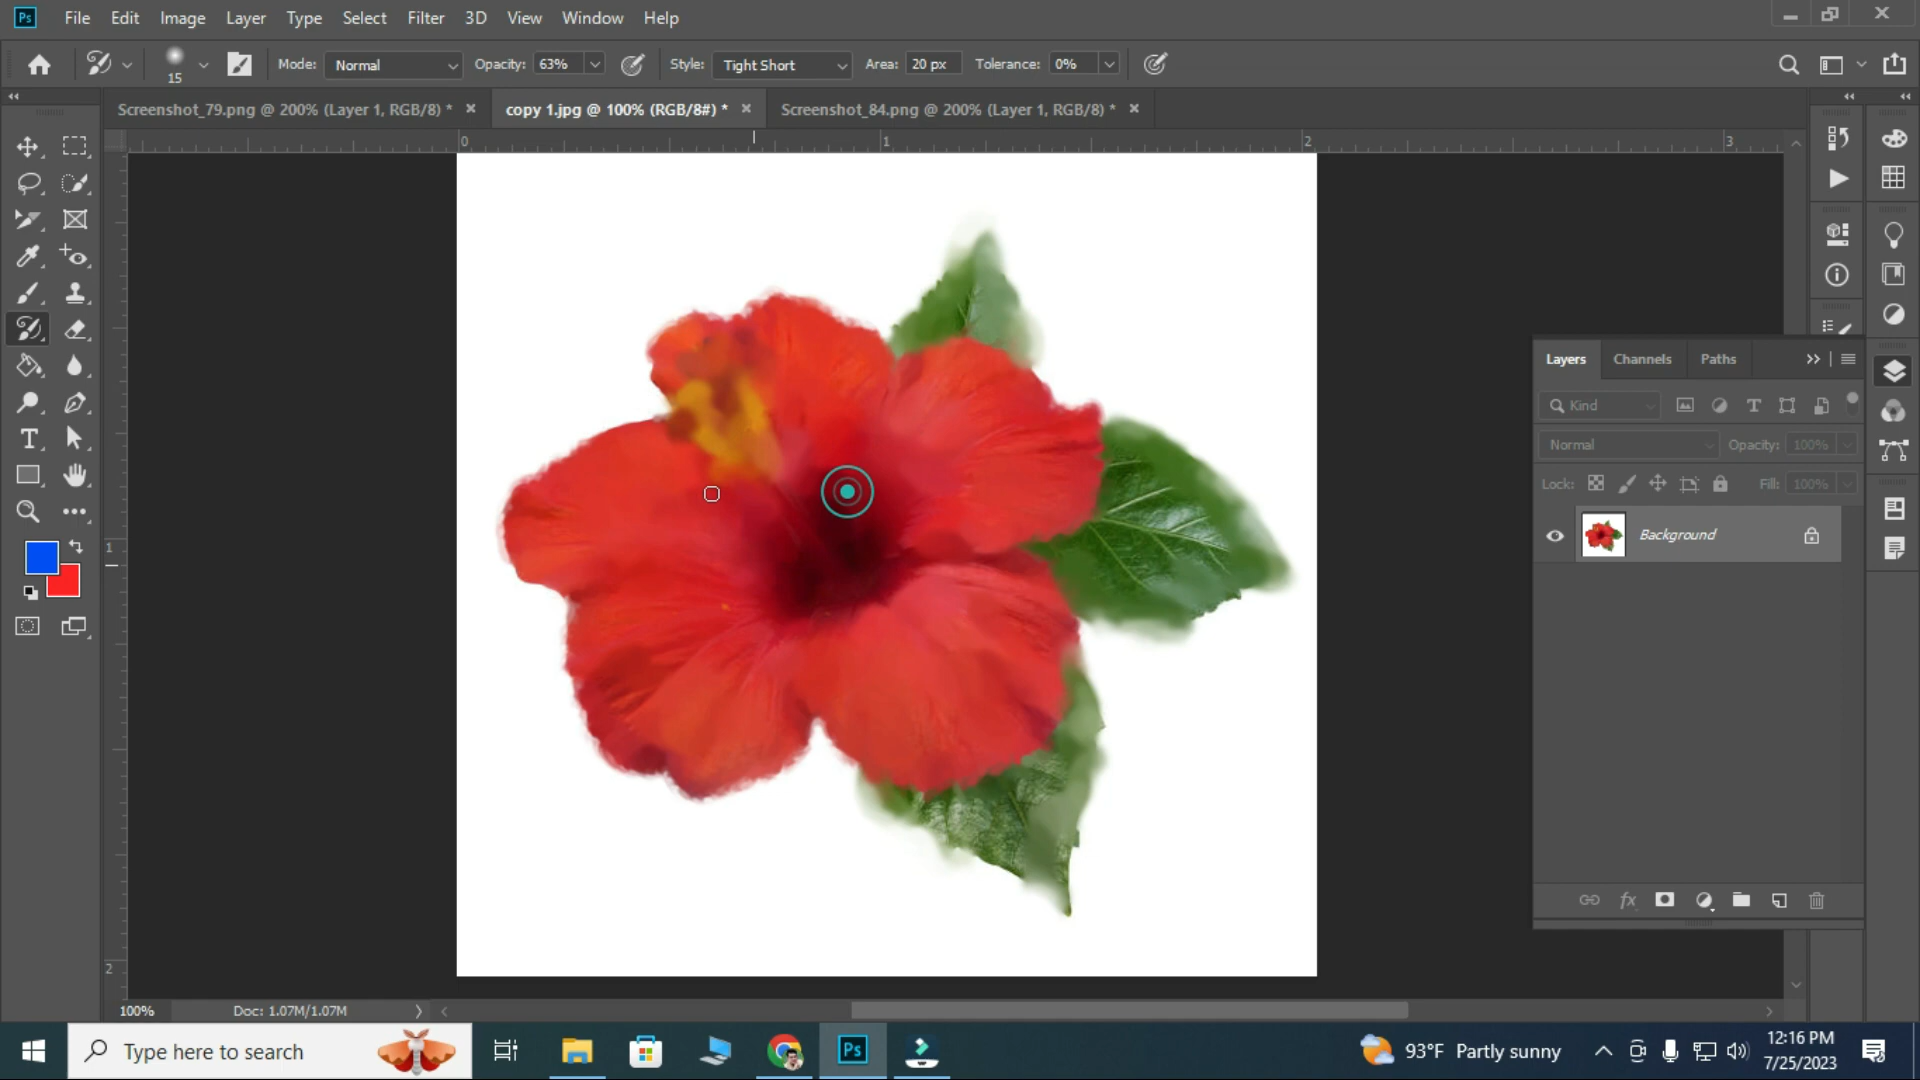 Ps File Edit Image Layer Type Select Filter 3D View Window Help
15 Mode: Normal Opacity: 63% Style: Tight Short Area: 20 px Tolerance: 0%
Screenshot_79.png @ 200% (Layer 1, RGB/8) * copy 1.jpg @ 100% (RGB/8#) * Screenshot_84.png @ 200% (Layer 1, RGB/8) *
0 1 2 3
Layers Channels Paths
Kind
Normal Opacity: 100%
Lock: Fill: 100%
Background
1
2
100% Doc: 1.07M/1.07M
Type here to search Ps 93°F Partly sunny 12:16 PM
7/25/2023